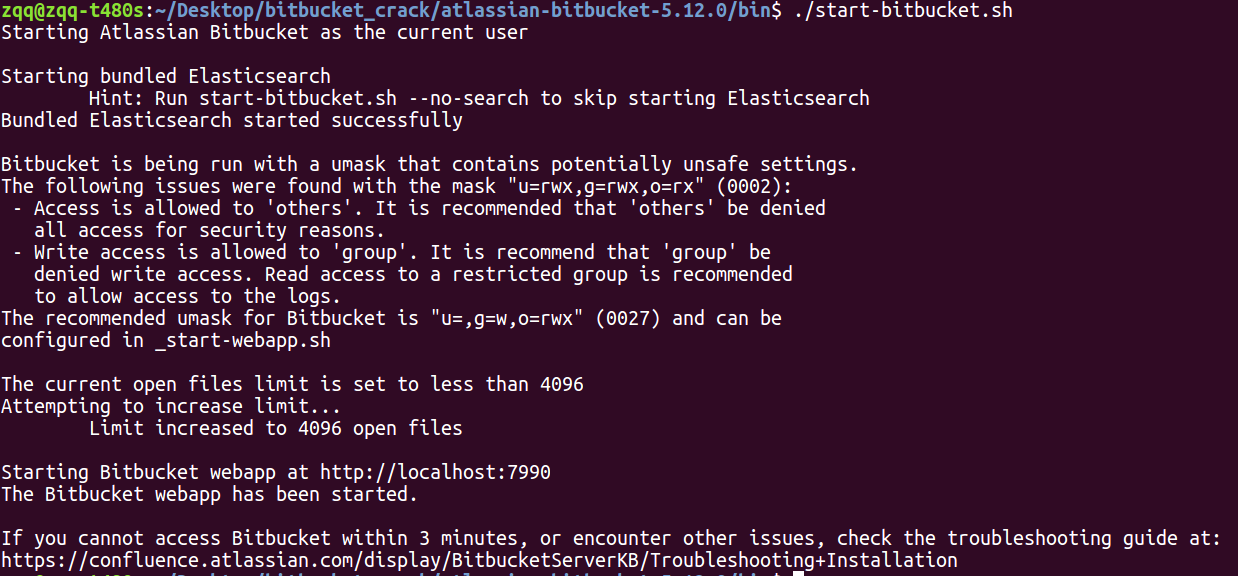 zqq@zqq-t480s:~/Desktop/bitbucket_crack/atlassian-bitbucket-5.12.0/bin$ ./start-bitbucket.sh
Starting Atlassian Bitbucket as the current user
Starting bundled Elasticsearch
Hint: Run start-bitbucket.sh --no-search to skip starting Elasticsearch
Bundled Elasticsearch started successfully
Bitbucket is being run with a umask that contains potentially unsafe settings.
The following issues were found with the mask "u=rwx,g=rwx,o=rx" (0002):
- Access is allowed to 'others'. It is recommended that 'others' be denied
all access for security reasons.
- Write access is allowed to 'group'. It is recommend that 'group' be
denied write access. Read access to a restricted group is recommended
to allow access to the logs.
The recommended umask for Bitbucket is "u=,g=w,o=rwx" (0027) and can be
configured in _start-webapp.sh
The current open files limit is set to less than 4096
Attempting to increase limit...
Limit increased to 4096 open files
Starting Bitbucket webapp at http://localhost:7990
The Bitbucket webapp has been started.
If you cannot access Bitbucket within 3 minutes, or encounter other issues, check the troubleshooting guide at:
https://confluence.atlassian.com/display/BitbucketServerKB/Troubleshooting+Installation